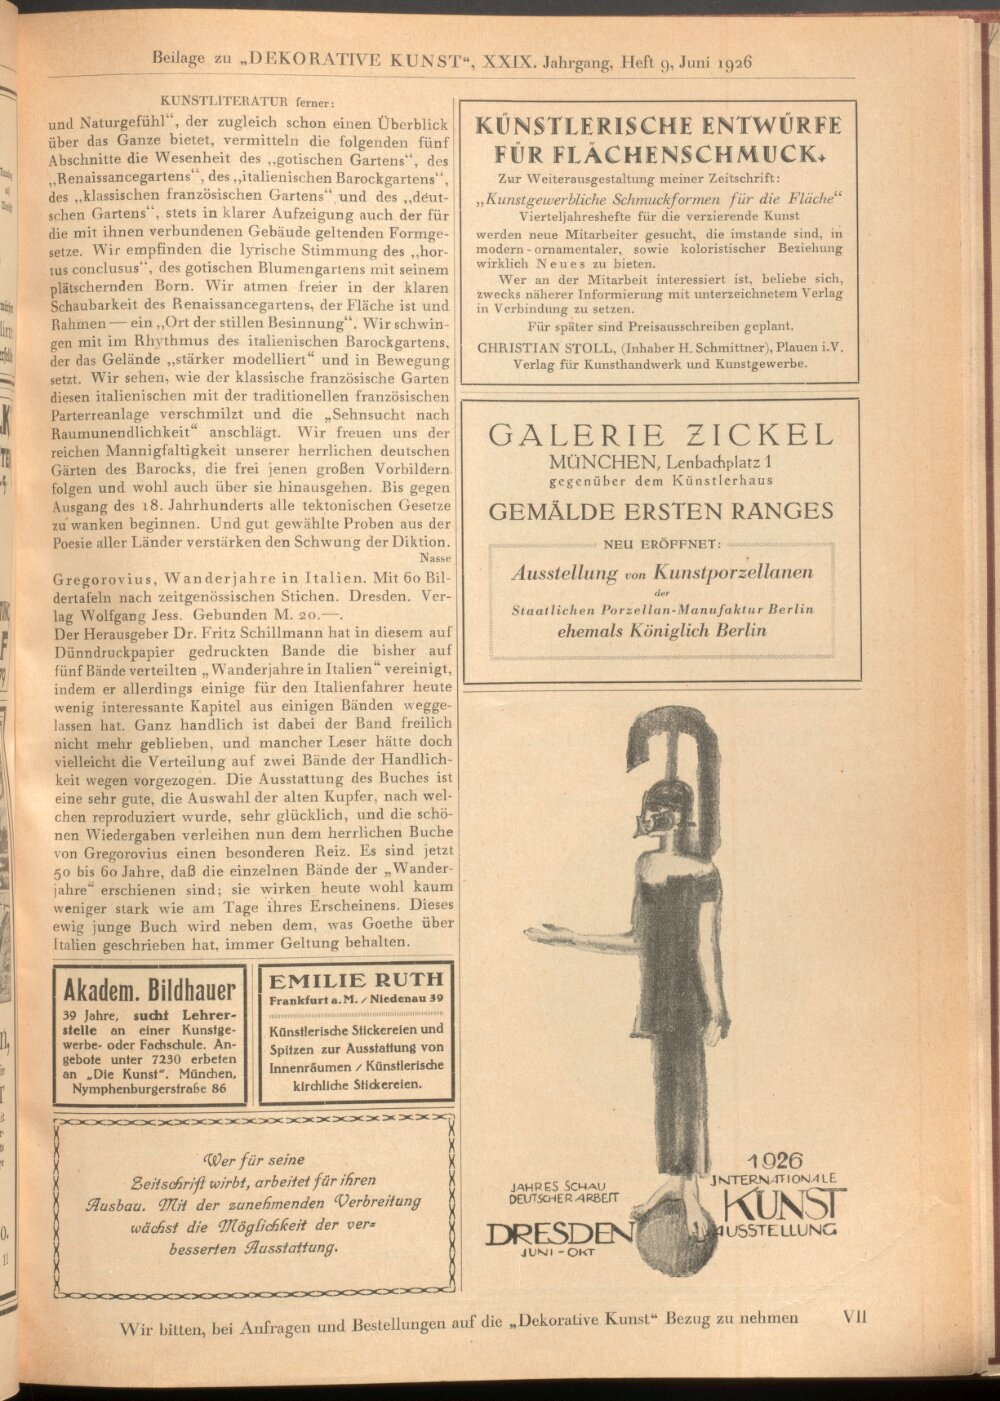 Beilage zu „DEKORATIVE KUNST“, XXIX. Jahrgang, Heft 9, Juni 1926
KUNSTLITERATUR ferner:
und Naturgefühl“, der zugleich schon einen Überblick
über das Ganze bietet, vermitteln die folgenden fünf
Abschnitte die Wesenheit des „gotischen Gartens“, des
„Renaissancegartens“, des „italienischen Barockgartens“,
des „klassischen französischen Gartens“ und des „deut-
schen Gartens“, stets in klarer Aufzeigung auch der für
die mit ihnen verbundenen Gebäude geltenden Formge-
setze. Wir empfinden die lyrische Stimmung des „hor-
tus conclusus“, des gotischen Blumengartens mit seinem
plätschernden Born. Wir atmen freier in der klaren
Schaubarkeit des Renaissancegartens, der Fläche ist und
Rahmen — ein „Ort der stillen Besinnung“. Wir schwin-
gen mit im Rhythmus des italienischen Barockgartens,
der das Gelände „stärker modelliert“ und in Bewegung
setzt. Wir sehen, wie der klassische französische Garten
diesen italienischen mit der traditionellen französischen
Parterreanlage verschmilzt und die „Sehnsucht nach
Raumunendlichkeit“ anschlägt. Wir freuen uns der
reichen Mannigfaltigkeit unserer herrlichen deutschen
Gärten des Barocks, die frei jenen großen Vorbildern
folgen und wohl auch über sie hinausgehen. Bis gegen
Ausgang des 18. Jahrhunderts alle tektonischen Gesetze
zu wanken beginnen. Und gut gewählte Proben aus der
Poesie aller Länder verstärken den Schwung der Diktion.
Nasse
Gregorovius, Wanderjahre in Italien. Mit 60 Bil-
dertafeln nach zeitgenössischen Stichen. Dresden. Ver-
lag Wolfgang Jess. Gebunden M. 20.—.
Der Herausgeber Dr. Fritz Schillmann hat in diesem auf
Dünndruckpapier gedruckten Bande die bisher auf
fünf Bände verteilten „Wanderjahre in Italien“ vereinigt,
indem er allerdings einige für den Italienfahrer heute
wenig interessante Kapitel aus einigen Bänden wegge-
lassen hat. Ganz handlich ist dabei der Band freilich
nicht mehr geblieben, und mancher Leser hätte doch
vielleicht die Verteilung auf zwei Bände der Handlich-
keit wegen vorgezogen. Die Ausstattung des Buches ist
eine sehr gute, die Auswahl der alten Kupfer, nach wel-
chen reproduziert wurde, sehr glücklich, und die schö-
nen Wiedergaben verleihen nun dem herrlichen Buche
von Gregorovius einen besonderen Reiz. Es sind jetzt
50 bis 60 Jahre, daß die einzelnen Bände der „Wander-
jahre“ erschienen sind; sie wirken heute wohl kaum
weniger stark wie am Tage ihres Erscheinens. Dieses
ewig junge Buch wird neben dem, was Goethe über
Italien geschrieben hat, immer Geltung behalten.
Akadem. Bildhauer
39 Jahre, sucht Lehrer-
stelle an einer Kunstge-
werbe- oder Fachschule. An-
gebote unter 7230 erbeten
an „Die Kunst“. München,
Nymphenburgerstraße 86
EMILIE RUTH
Frankfurt a. M. / Niedenau 39
Künstlerische Stickereien und
Spitzen zur Ausstattung von
Innenräumen / Künstlerische
kirchliche Stickereien.
Wer für seine
Zeitschrift wirbt, arbeitet für ihren
Ausbau. Mit der zunehmenden Verbreitung
wächst die Möglichkeit der ver-
besserten Ausstattung.
KÜNSTLERISCHE ENTWÜRFE
FÜR FLÄCHENSCHMUCK.
Zur Weiterausgestaltung meiner Zeitschrift:
„Kunstgewerbliche Schmuckformen für die Fläche“
Vierteljahreshefte für die verzierende Kunst
werden neue Mitarbeiter gesucht, die imstande sind, in
modern-ornamentaler, sowie koloristischer Beziehung
wirklich Neues zu bieten.
Wer an der Mitarbeit interessiert ist, beliebe sich,
zwecks näherer Informierung mit unterzeichnetem Verlag
in Verbindung zu setzen.
Für später sind Preisausschreiben geplant.
CHRISTIAN STOLL, (Inhaber H. Schmittner), Plauen i.V.
Verlag für Kunsthandwerk und Kunstgewerbe.
GALERIE ZICKEL
MÜNCHEN, Lenbachplatz 1
gegenüber dem Künstlerhaus
GEMÄLDE ERSTEN RANGES
NEU ERÖFFNET:
Ausstellung von Kunstporzellanen
der
Staatlichen Porzellan-Manufaktur Berlin
ehemals Königlich Berlin
JAHRES SCHAU
DEUTSCHER ARBEIT
DRESDEN
JUNI - OKT
1926
INTERNATIONALE
KUNST
AUSSTELLUNG
Wir bitten, bei Anfragen und Bestellungen auf die „Dekorative Kunst“ Bezug zu nehmen
VII